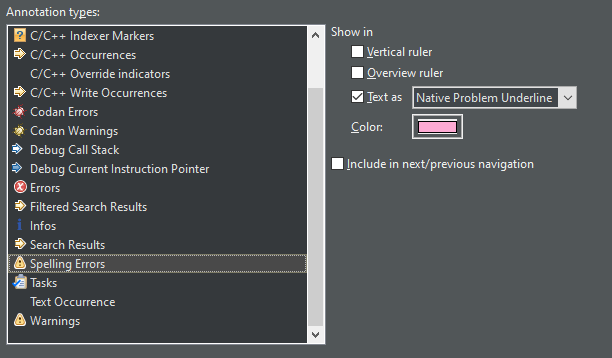 Annotation types:
C/C++ Indexer Markers
C/C++ Occurrences
C/C++ Override indicators
C/C++ Write Occurrences
Codan Errors
Codan Warnings
Debug Call Stack
Debug Current Instruction Pointer
Errors
Filtered Search Results
Infos
Search Results
Spelling Errors
Tasks
Text Occurrence
Warnings
Show in
Vertical ruler
Overview ruler
Text as Native Problem Underline
Color:
Include in next/previous navigation